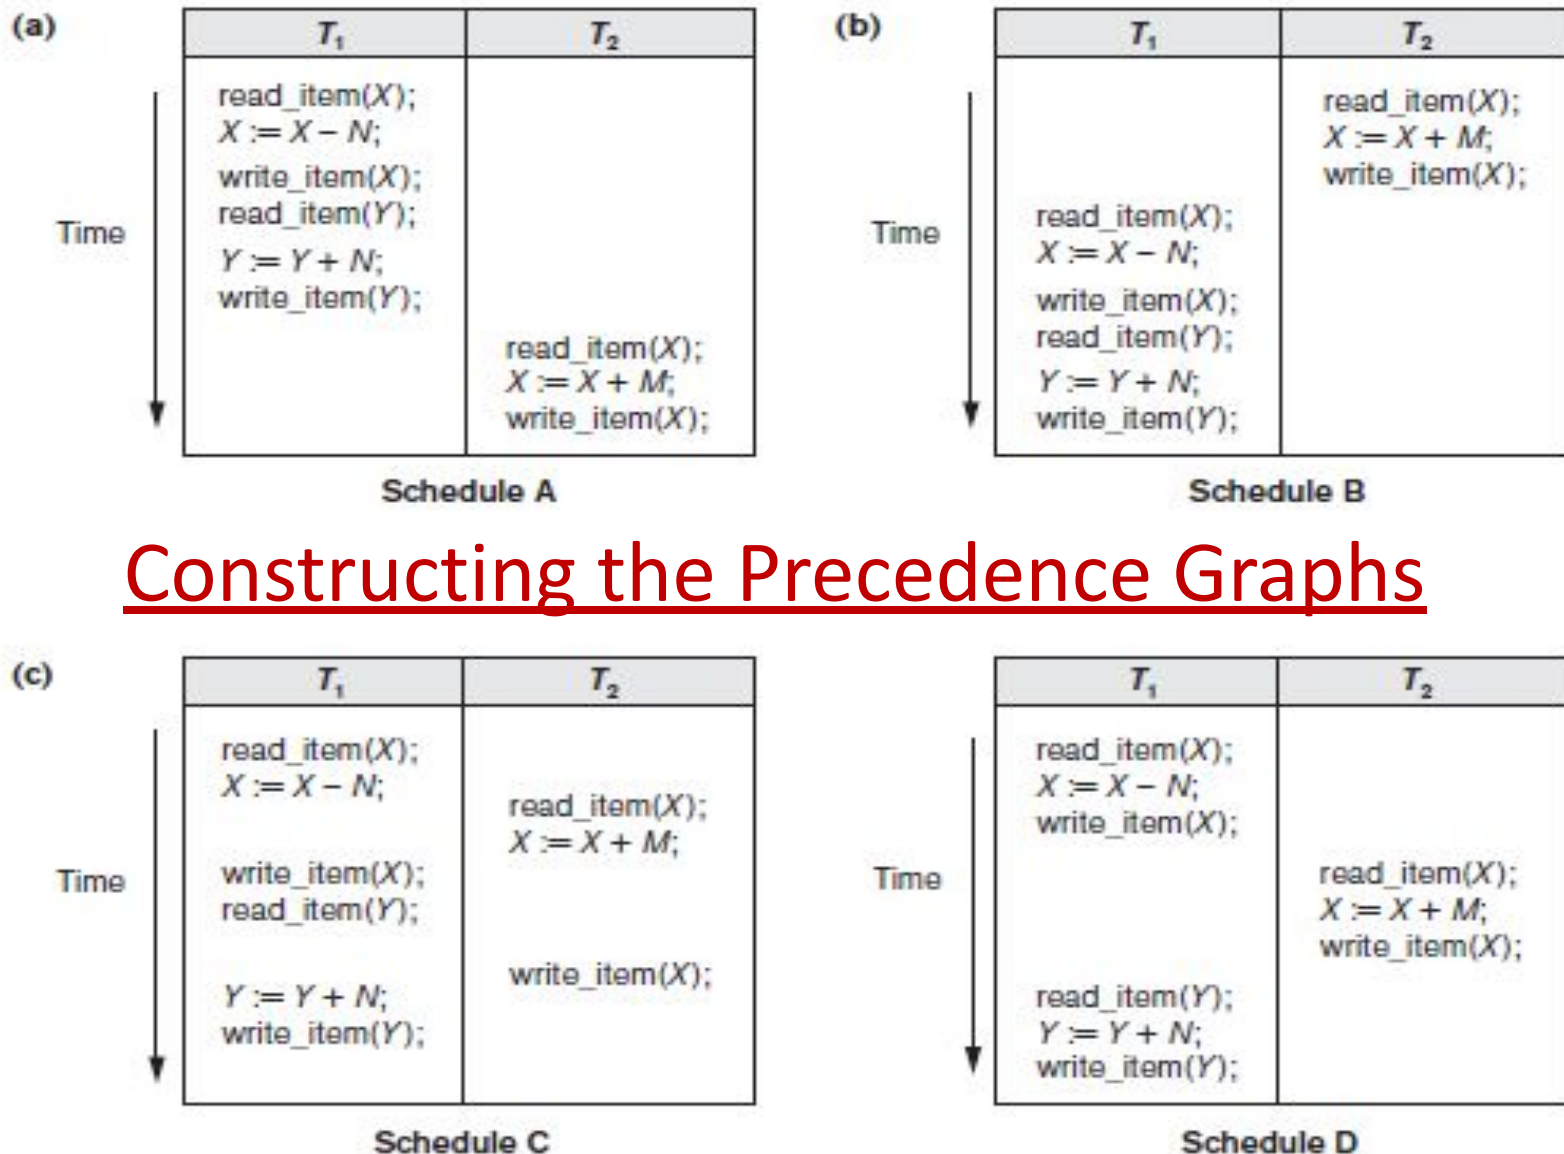 (a)
T₁ T₂
read_item(X);
X := X – N;
write_item(X);
read_item(Y);
Time
Y := Y + N;
write_item(Y);
read_item(X);
X := X + M;
write_item(X);
Schedule A
(b)
T₁ T₂
read_item(X);
X := X + M;
write_item(X);
Time
read_item(X);
X := X – N;
write_item(X);
read_item(Y);
Y := Y + N;
write_item(Y);
Schedule B
Constructing the Precedence Graphs
(c)
T₁ T₂
read_item(X);
X := X – N;
read_item(X);
X := X + M;
Time
write_item(X);
read_item(Y);
write_item(X);
Y := Y + N;
write_item(Y);
Schedule C
T₁ T₂
read_item(X);
X := X – N;
write_item(X);
Time
read_item(X);
X := X + M;
write_item(X);
read_item(Y);
Y := Y + N;
write_item(Y);
Schedule D